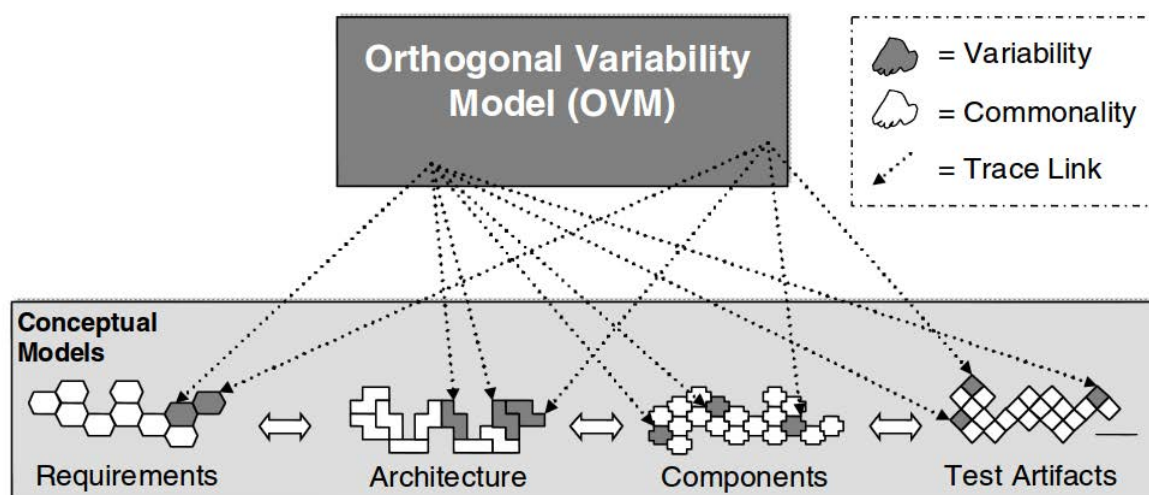 Orthogonal Variability
Model (OVM)
= Variability
= Commonality
= Trace Link
Conceptual
Models
Requirements
Architecture
Components
Test Artifacts